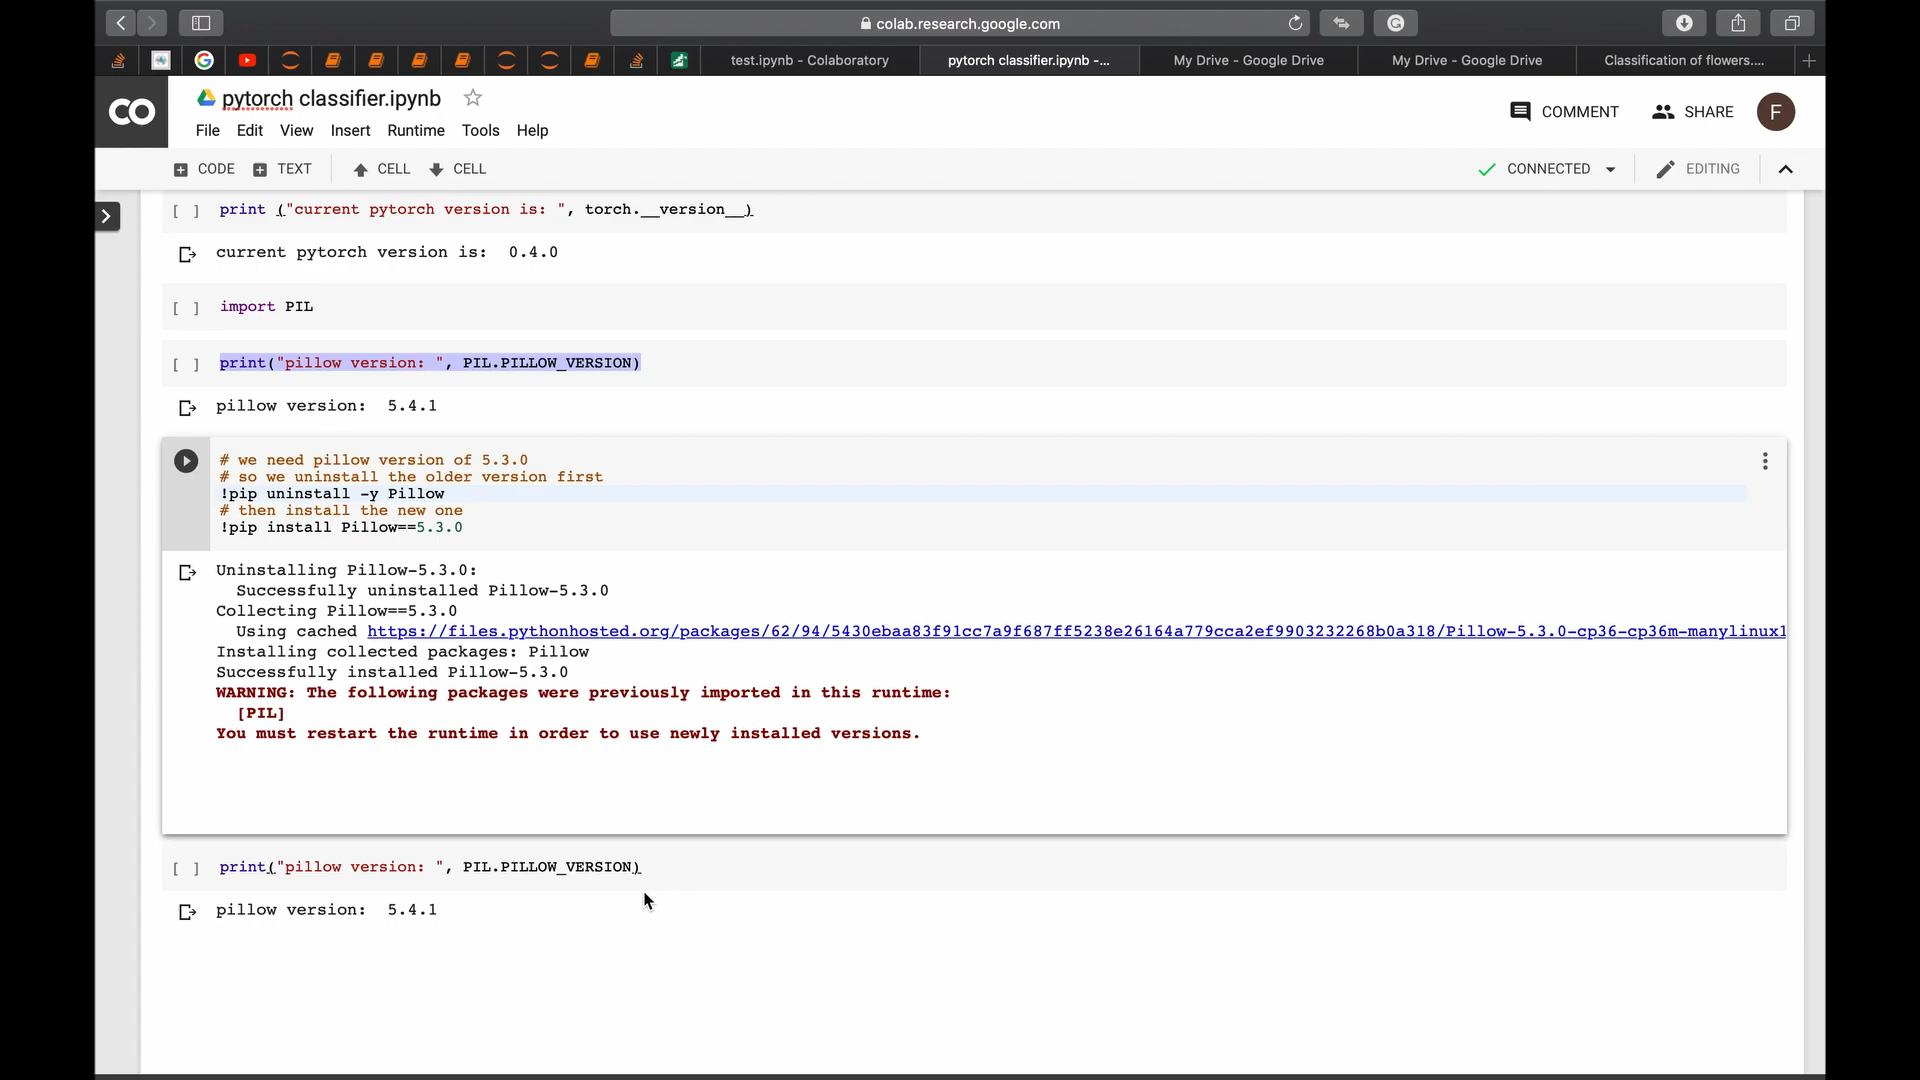 colab.research.google.com
test.ipynb - Colaboratory
pytorch classifier.ipynb -...
My Drive - Google Drive
My Drive - Google Drive
Classification of flowers....
CO
pytorch classifier.ipynb
COMMENT
SHARE
F
File Edit View Insert Runtime Tools Help
CODE TEXT CELL CELL
CONNECTED
EDITING
[ ] print ("current pytorch version is: ", torch.__version__)
current pytorch version is:  0.4.0
[ ] import PIL
[ ] print("pillow version: ", PIL.PILLOW_VERSION)
pillow version:  5.4.1
# we need pillow version of 5.3.0
# so we uninstall the older version first
!pip uninstall -y Pillow
# then install the new one
!pip install Pillow==5.3.0
Uninstalling Pillow-5.3.0:
Successfully uninstalled Pillow-5.3.0
Collecting Pillow==5.3.0
Using cached https://files.pythonhosted.org/packages/62/94/5430ebaa83f91cc7a9f687ff5238e26164a779cca2ef9903232268b0a318/Pillow-5.3.0-cp36-cp36m-manylinux1
Installing collected packages: Pillow
Successfully installed Pillow-5.3.0
WARNING: The following packages were previously imported in this runtime:
[PIL]
You must restart the runtime in order to use newly installed versions.
[ ] print("pillow version: ", PIL.PILLOW_VERSION)
pillow version:  5.4.1